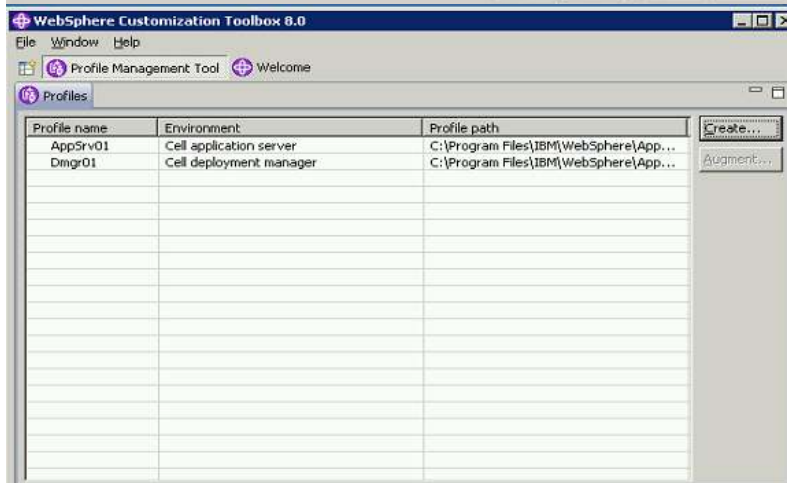 WebSphere Customization Toolbox 8.0
File Window Help
Profile Management Tool Welcome
Profiles
Profile name Environment Profile path Create...
AppSrv01 Cell application server C:\Program Files\IBM\WebSphere\App...
Dmgr01 Cell deployment manager C:\Program Files\IBM\WebSphere\App... Augment...